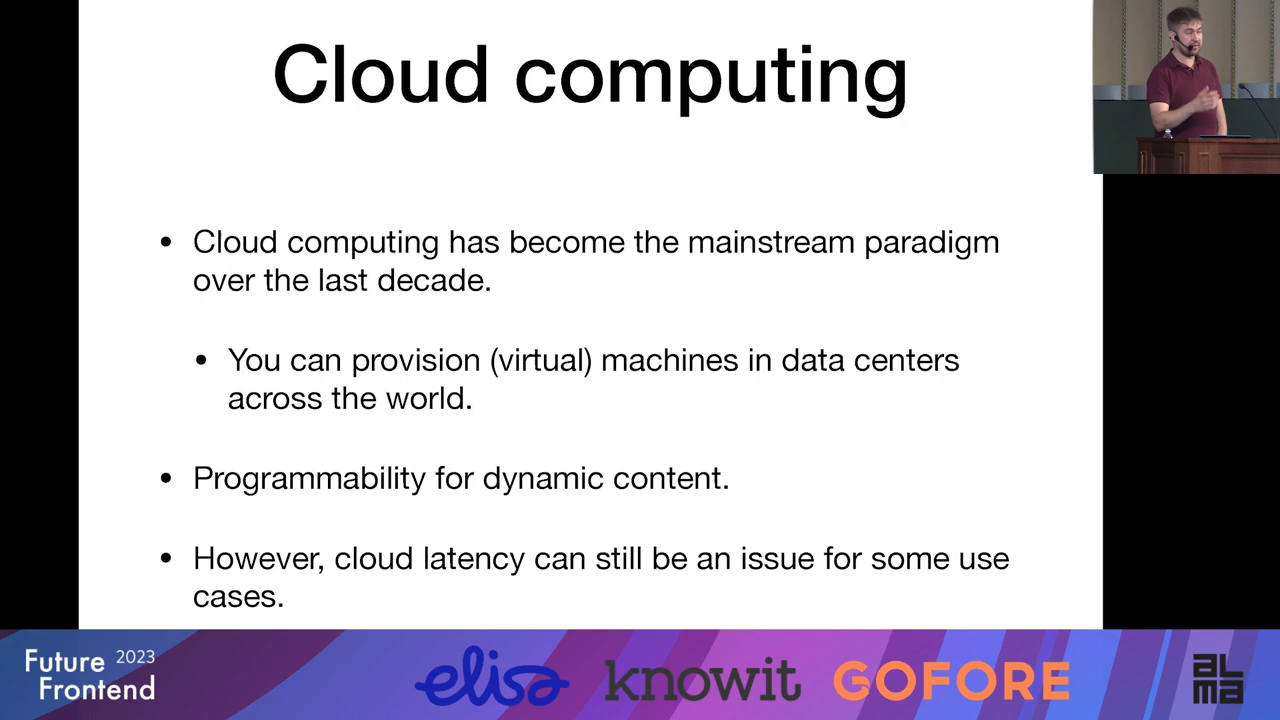 Cloud computing
• Cloud computing has become the mainstream paradigm
over the last decade.
• You can provision (virtual) machines in data centers
across the world.
• Programmability for dynamic content.
• However, cloud latency can still be an issue for some use
cases.
Future 2023
Frontend
elisa
knowit
GOFORE
ALMA